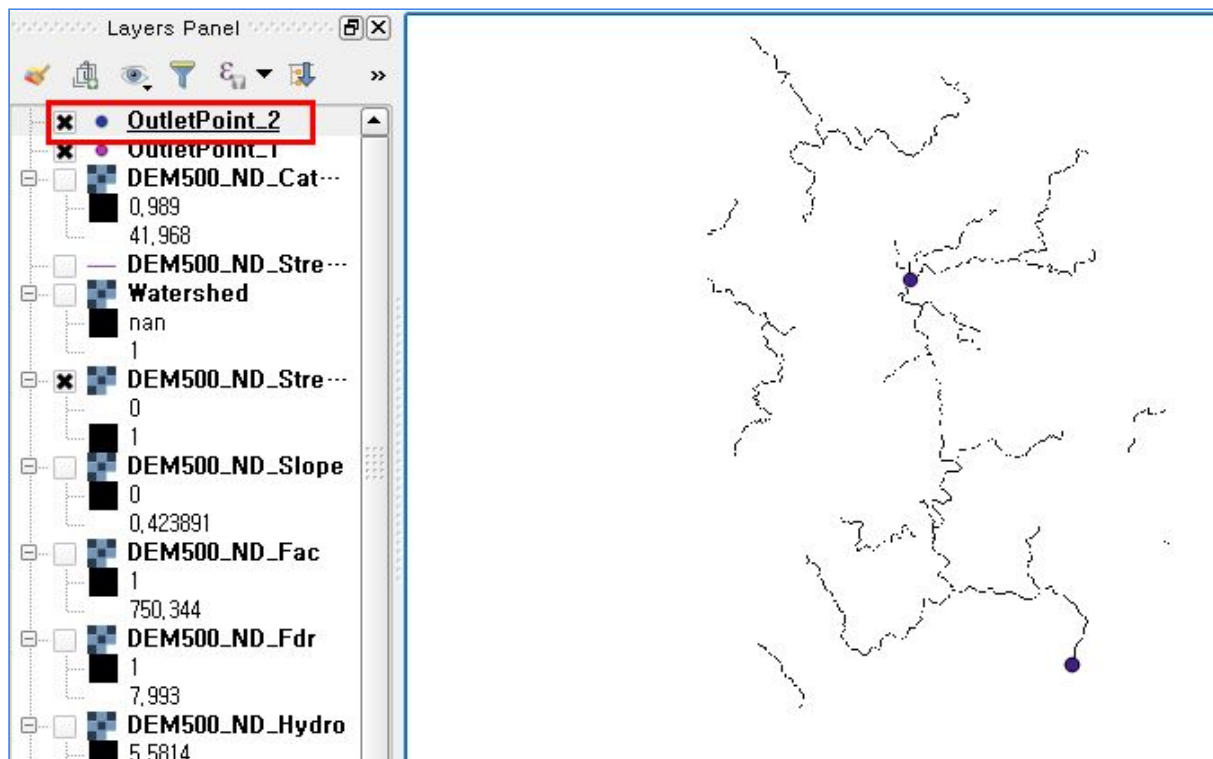 Layers Panel
»
OutletPoint_2
OutletPoint_1
DEM500_ND_Cat···
0,989
41,968
DEM500_ND_Stre···
Watershed
nan
1
DEM500_ND_Stre···
0
1
DEM500_ND_Slope
0
0,423891
DEM500_ND_Fac
1
750,344
DEM500_ND_Fdr
1
7,993
DEM500_ND_Hydro
5,5814